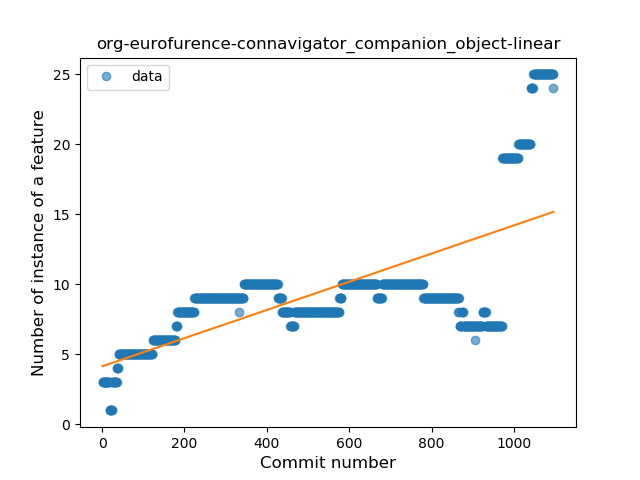 org-eurofurence-connavigator_companion_object-linear
data
Number of instance of a feature
25
20
15
10
5
0
0 200 400 600 800 1000
Commit number